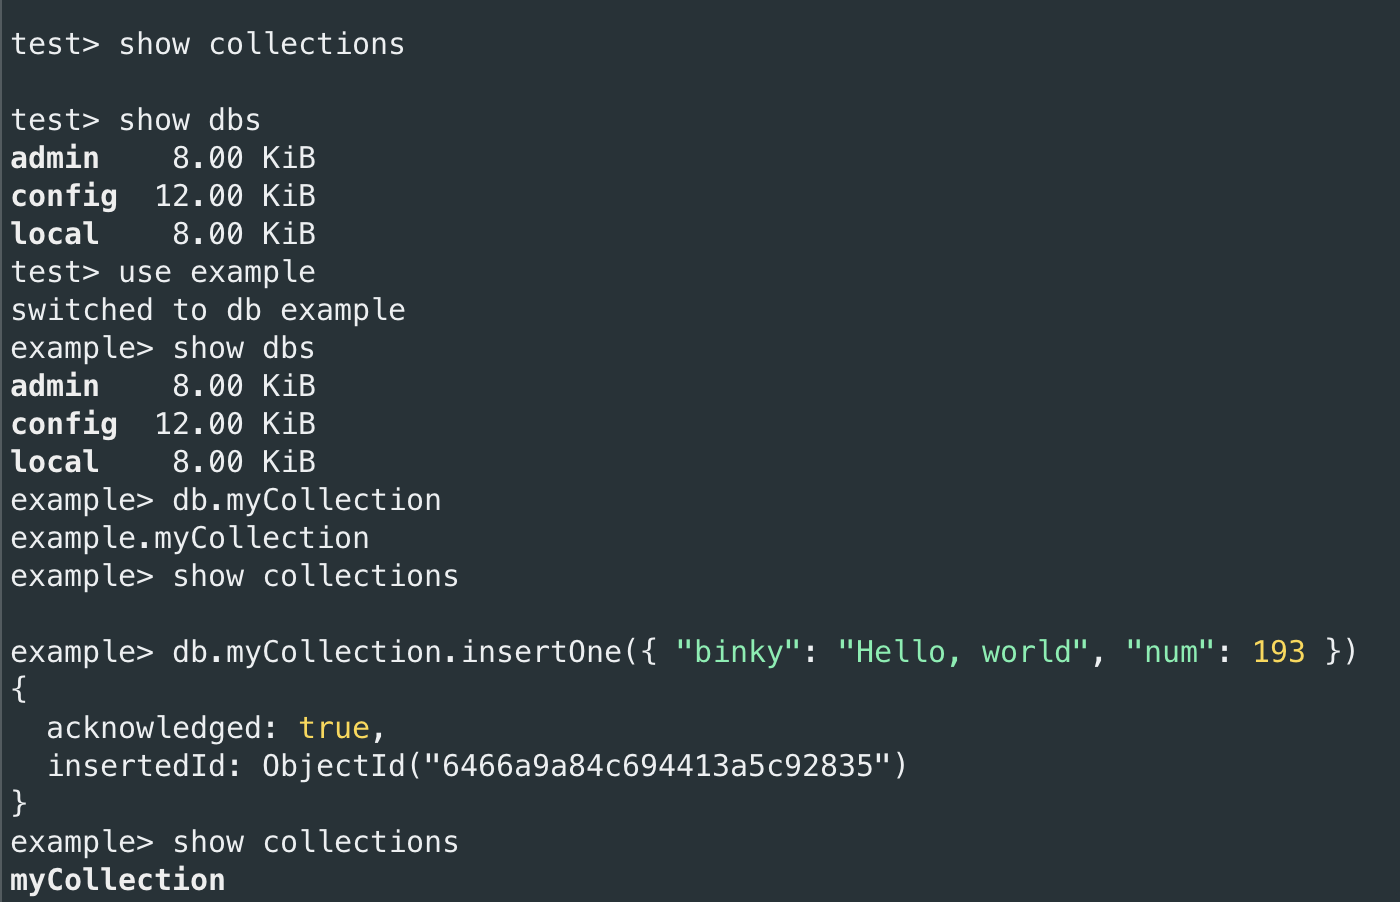 test> show collections
test> show dbs
admin    8.00 KiB
config  12.00 KiB
local    8.00 KiB
test> use example
switched to db example
example> show dbs
admin    8.00 KiB
config  12.00 KiB
local    8.00 KiB
example> db.myCollection
example.myCollection
example> show collections
example> db.myCollection.insertOne({ "binky": "Hello, world", "num": 193 })
{
  acknowledged: true,
  insertedId: ObjectId("6466a9a84c694413a5c92835")
}
example> show collections
myCollection